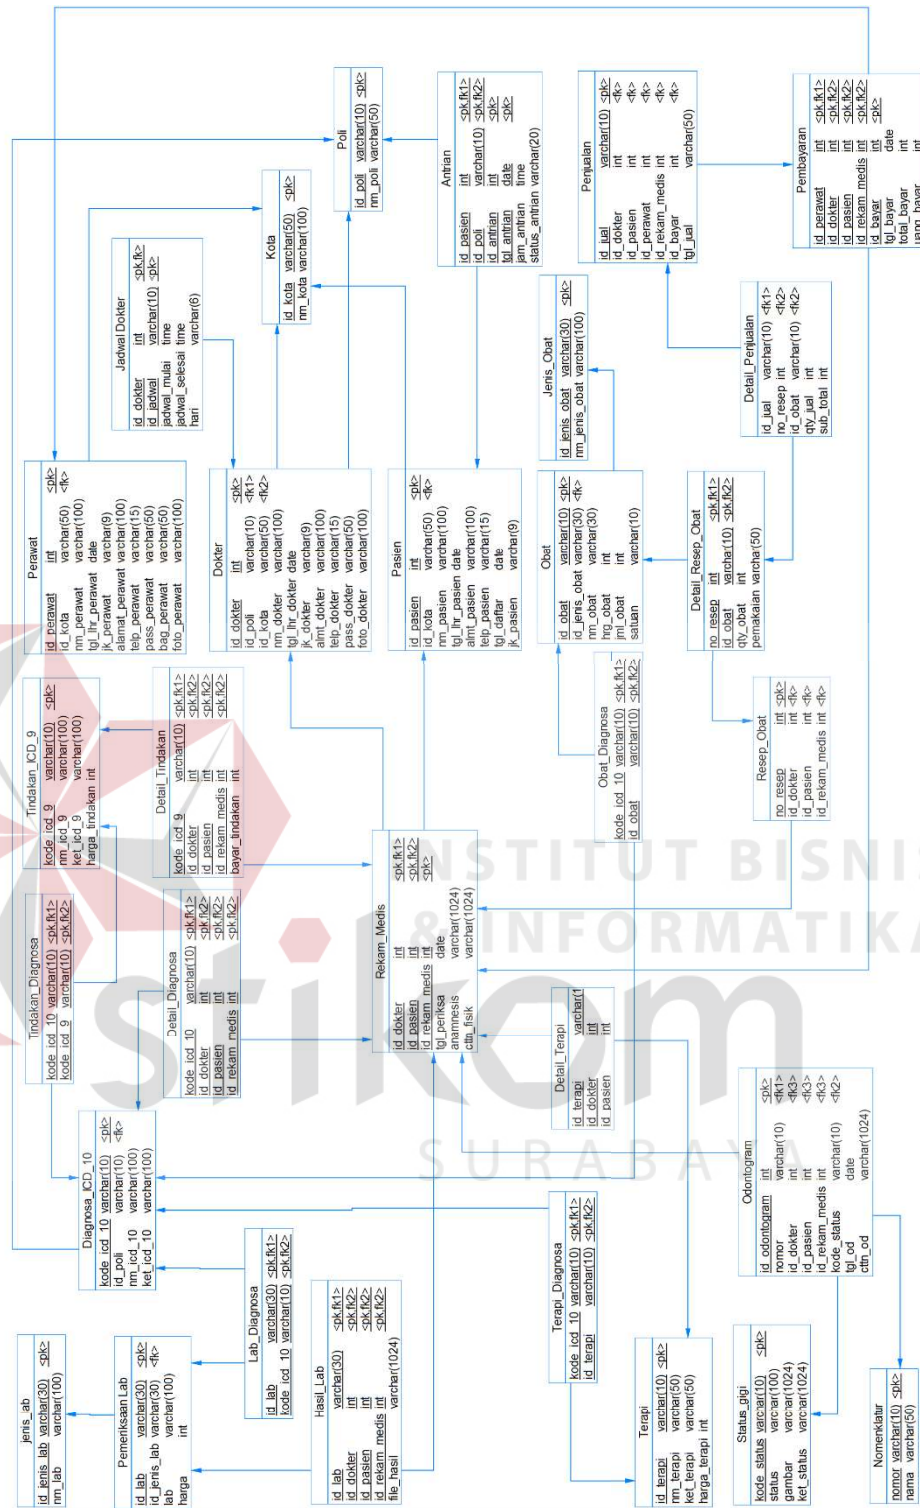 jenis_ab
id_jenis_lab varchar(30) <pk>
nm_lab varchar(100)
Pemeriksaan Lab
id_lab varchar(30) <pk>
id_jenis_lab varchar(30) <fk>
lab varchar(100)
harga int
Lab_Diagnosa
id_lab varchar(30) <pk,fk1>
kode_icd_10 varchar(10) <pk,fk2>
Hasil_Lab
id_lab varchar(30) <pk,fk1>
id_dokter int <pk,fk2>
id_pasien int <pk,fk2>
id_rekam_medis int <pk,fk2>
file_hasil varchar(1024)
Diagnosa_ICD_10
kode_icd_10 varchar(10) <pk>
id_poli varchar(10) <fk>
nm_icd_10 varchar(100)
ket_icd_10 varchar(100)
Tindakan_Diagnosa
kode_icd_10 varchar(10) <pk,fk1>
kode_icd_9 varchar(10) <pk,fk2>
Tindakan_ICD_9
kode_icd_9 varchar(10) <pk>
nm_icd_9 varchar(100)
ket_icd_9 varchar(100)
harga_tindakan int
Detail_Diagnosa
kode_icd_10 varchar(10) <pk,fk1>
id_dokter int <pk,fk2>
id_pasien int <pk,fk2>
id_rekam_medis int <pk,fk2>
Detail_Tindakan
kode_icd_9 varchar(10) <pk,fk1>
id_dokter int <pk,fk2>
id_pasien int <pk,fk2>
id_rekam_medis int <pk,fk2>
bayar_tindakan int
Perawat
id_perawat int <pk>
id_kota varchar(50) <fk>
nm_perawat varchar(100)
tgl_lhr_perawat date
jk_perawat varchar(9)
alamat_perawat varchar(100)
telp_perawat varchar(15)
pass_perawat varchar(50)
bag_perawat varchar(50)
foto_perawat varchar(100)
Jadwal Dokter
id_dokter int <pk,fk>
id_jadwal varchar(10) <pk>
jadwal_mulai time
jadwal_selesai time
hari varchar(6)
Dokter
id_dokter int <pk>
id_poli varchar(10) <fk1>
id_kota varchar(50) <fk2>
nm_dokter varchar(100)
tgl_lhr_dokter date
jk_dokter varchar(9)
almt_dokter varchar(100)
telp_dokter varchar(15)
pass_dokter varchar(50)
foto_dokter varchar(100)
Kota
id_kota varchar(50) <pk>
nm_kota varchar(100)
Poli
id_poli varchar(10) <pk>
nm_poli varchar(50)
Terapi_Diagnosa
kode_icd_10 varchar(10) <pk,fk1>
id_terapi varchar(10) <pk,fk2>
Terapi
id_terapi varchar(10) <pk>
nm_terapi varchar(50)
ket_terapi varchar(50)
harga_terapi int
Detail_Terapi
id_terapi varchar(1
id_dokter int
id_pasien int
Rekam_Medis
id_dokter int <pk,fk1>
id_pasien int <pk,fk2>
id_rekam_medis int <pk>
tgl_periksa date
anamnesis varchar(1024)
cttn_fisik varchar(1024)
Pasien
id_pasien int <pk>
id_kota varchar(50) <fk>
nm_pasien varchar(100)
tgl_lhr_pasien date
almt_pasien varchar(100)
telp_pasien varchar(15)
tgl_daftar date
jk_pasien varchar(9)
Antrian
id_pasien int <pk,fk1>
id_poli varchar(10) <pk,fk2>
id_antrian int <pk>
tgl_antrian date <pk>
jam_antrian time
status_antrian varchar(20)
Status_gigi
kode_status varchar(10) <pk>
status varchar(100)
gambar varchar(1024)
ket_status varchar(1024)
Odontogram
id_odontogram int <pk>
nomor varchar(10) <fk1>
id_dokter int <fk3>
id_pasien int <fk3>
id_rekam_medis int <fk3>
kode_status varchar(10) <fk2>
tgl_od date
cttn_od varchar(1024)
Nomenklatur
nomor varchar(10) <pk>
nama varchar(50)
Obat_Diagnosa
kode_icd_10 varchar(10) <pk,fk1>
id_obat varchar(10) <pk,fk2>
Obat
id_obat varchar(10) <pk>
id_jenis_obat varchar(30) <fk>
nm_obat varchar(30)
hrg_obat int
jml_obat int
satuan varchar(10)
Jenis_Obat
id_jenis_obat varchar(30) <pk>
nm_jenis_obat varchar(100)
Resep_Obat
no_resep int <pk>
id_dokter int <fk>
id_pasien int <fk>
id_rekam_medis int <fk>
Detail_Resep_Obat
no_resep int <pk,fk1>
id_obat varchar(10) <pk,fk2>
qty_obat int
pemakaian varchar(50)
Detail_Penjualan
id_jual varchar(10) <fk1>
no_resep int <fk2>
id_obat varchar(10) <fk2>
qty_jual int
sub_total int
Penjualan
id_jual varchar(10) <pk>
id_dokter int <fk>
id_pasien int <fk>
id_perawat int <fk>
id_rekam_medis int <fk>
id_bayar int <fk>
tgl_jual varchar(50)
Pembayaran
id_perawat int <pk,fk1>
id_dokter int <pk,fk2>
id_pasien int <pk,fk2>
id_rekam_medis int <pk,fk2>
id_bayar int <pk>
tgl_bayar date
total_bayar int
uang_bayar int
INSTITUT BISNIS
& INFORMATIKA
stikom
SURABAYA